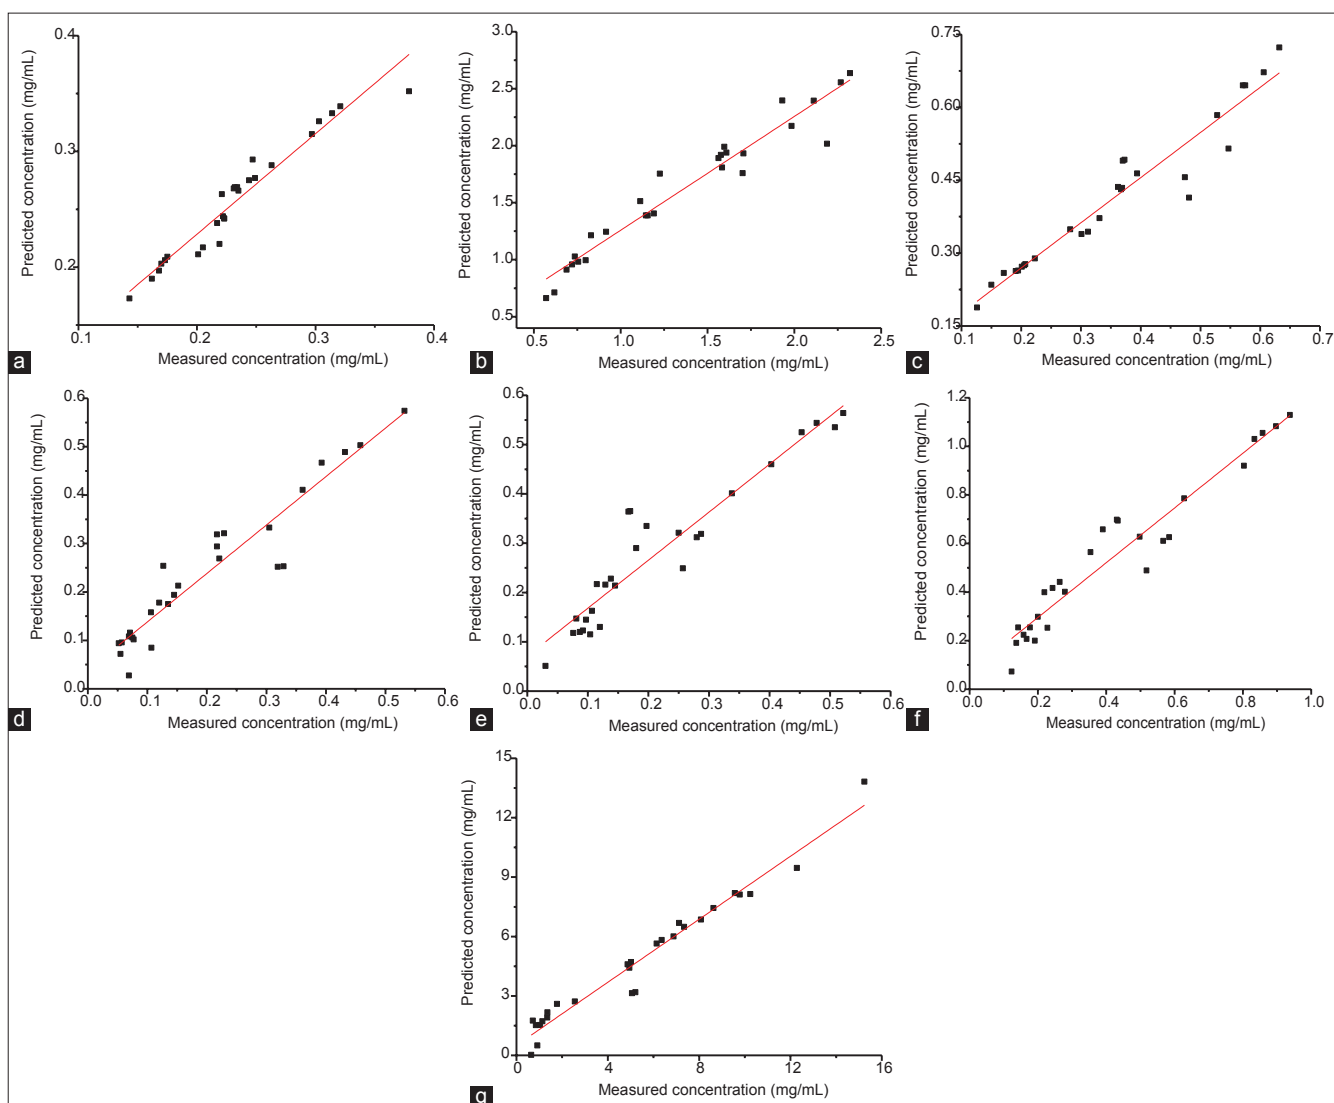 0.4
0.3
0.2
Predicted concentration (mg/mL)
0.1 0.2 0.3 0.4
Measured concentration (mg/mL)
a
3.0
2.5
2.0
1.5
1.0
0.5
Predicted concentration (mg/mL)
0.5 1.0 1.5 2.0 2.5
Measured concentration (mg/mL)
b
0.75
0.60
0.45
0.30
0.15
Predicted concentration (mg/mL)
0.1 0.2 0.3 0.4 0.5 0.6 0.7
Measured concentration (mg/mL)
c
0.6
0.5
0.4
0.3
0.2
0.1
0.0
Predicted concentration (mg/mL)
0.0 0.1 0.2 0.3 0.4 0.5 0.6
Measured concentration (mg/mL)
d
0.6
0.5
0.4
0.3
0.2
0.1
0.0
Predicted concentration (mg/mL)
0.0 0.1 0.2 0.3 0.4 0.5 0.6
Measured concentration (mg/mL)
e
1.2
1.0
0.8
0.6
0.4
0.2
0.0
Predicted concentration (mg/mL)
0.0 0.2 0.4 0.6 0.8 1.0
Measured concentration (mg/mL)
f
15
12
9
6
3
0
Predicted concentration (mg/mL)
0 4 8 12 16
Measured concentration (mg/mL)
g